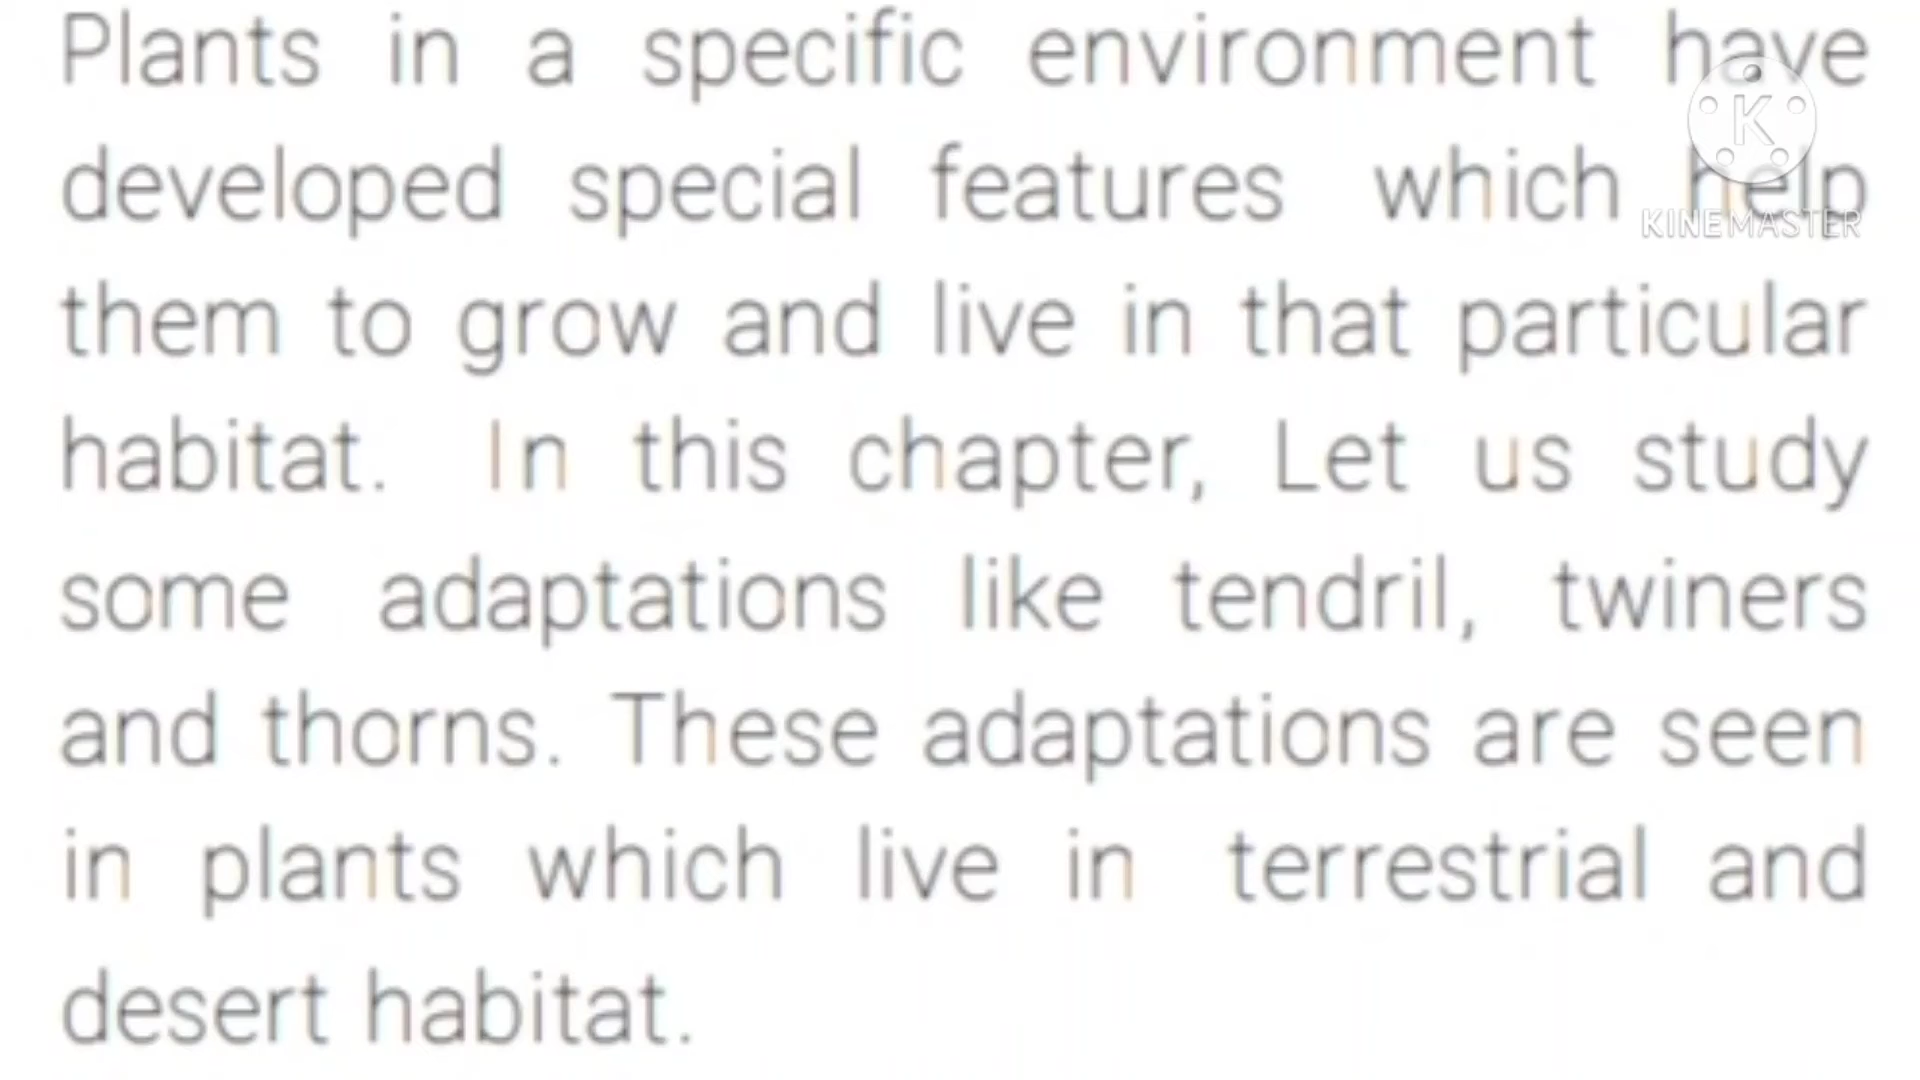 Plants in a specific environment have
developed special features which help
them to grow and live in that particular
habitat. In this chapter, Let us study
some adaptations like tendril, twiners
and thorns. These adaptations are seen
in plants which live in terrestrial and
desert habitat.
K
KINEMASTER